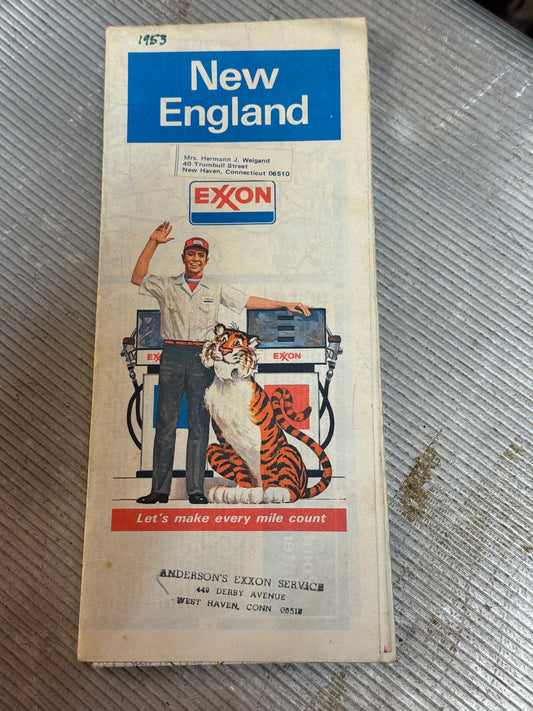 1953
New
England
Mrs. Hermann J. Weigand
40 Trumbull Street
New Haven, Connecticut 06510
EXXON
EXXON
EXXON
Let's make every mile count
ANDERSON'S EXXON SERVICE
449 DERBY AVENUE
WEST HAVEN, CONN.